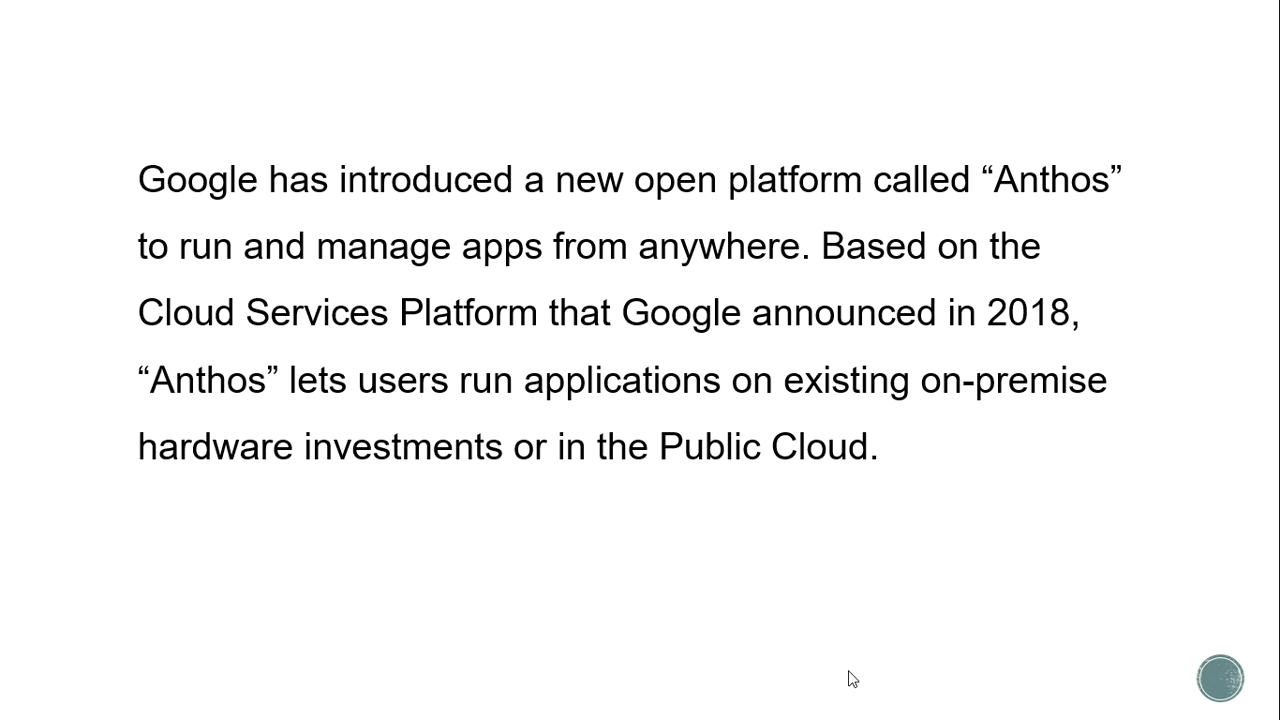 Google has introduced a new open platform called “Anthos”
to run and manage apps from anywhere. Based on the
Cloud Services Platform that Google announced in 2018,
“Anthos” lets users run applications on existing on-premise
hardware investments or in the Public Cloud.